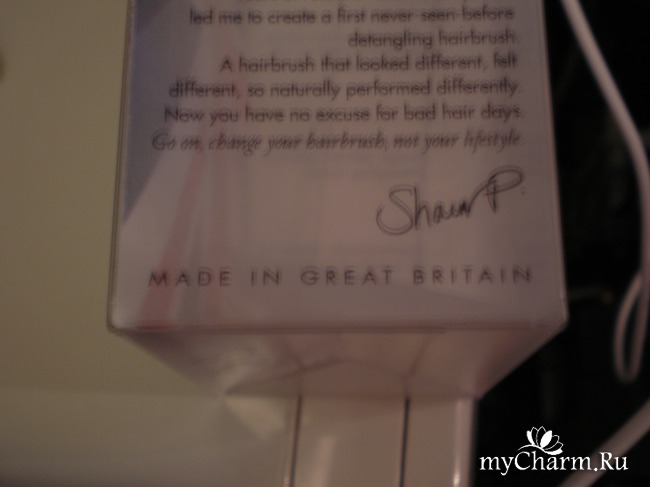 led me to create a first never seen before
detangling hairbrush.
A hairbrush that looked different, felt
different, so naturally performed differently.
Now you have no excuse for bad hair days.
Go on, change your hairbrush, not your lifestyle.
Shaun P.
MADE IN GREAT BRITAIN
myCharm.Ru